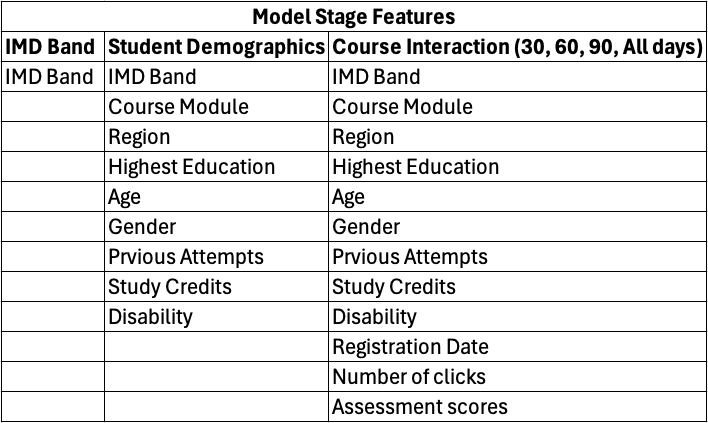 Model Stage Features
IMD Band Student Demographics Course Interaction (30, 60, 90, All days)
IMD Band IMD Band IMD Band
Course Module Course Module
Region Region
Highest Education Highest Education
Age Age
Gender Gender
Prvious Attempts Prvious Attempts
Study Credits Study Credits
Disability Disability
Registration Date
Number of clicks
Assessment scores